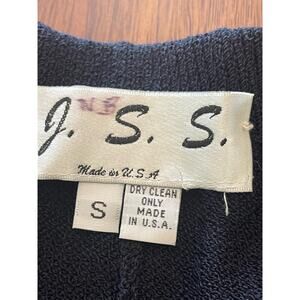 J. S. S.
Made in U.S.A
S
DRY CLEAN
ONLY
MADE
IN U.S.A.